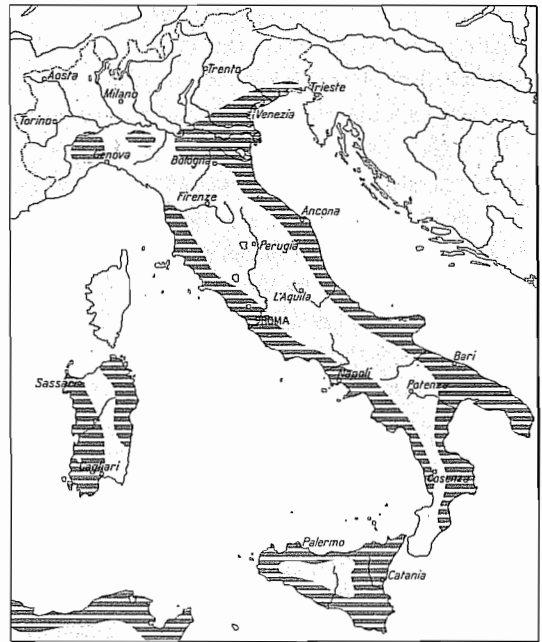 Aosta
Trento
Milano
Trieste
Venezia
Torino
Genova
Bologna
Firenze
Ancona
Perugia
L'Aquila
ROMA
Bari
Sassari
Napoli
Potenza
Cagliari
Cosenza
Palermo
Catania